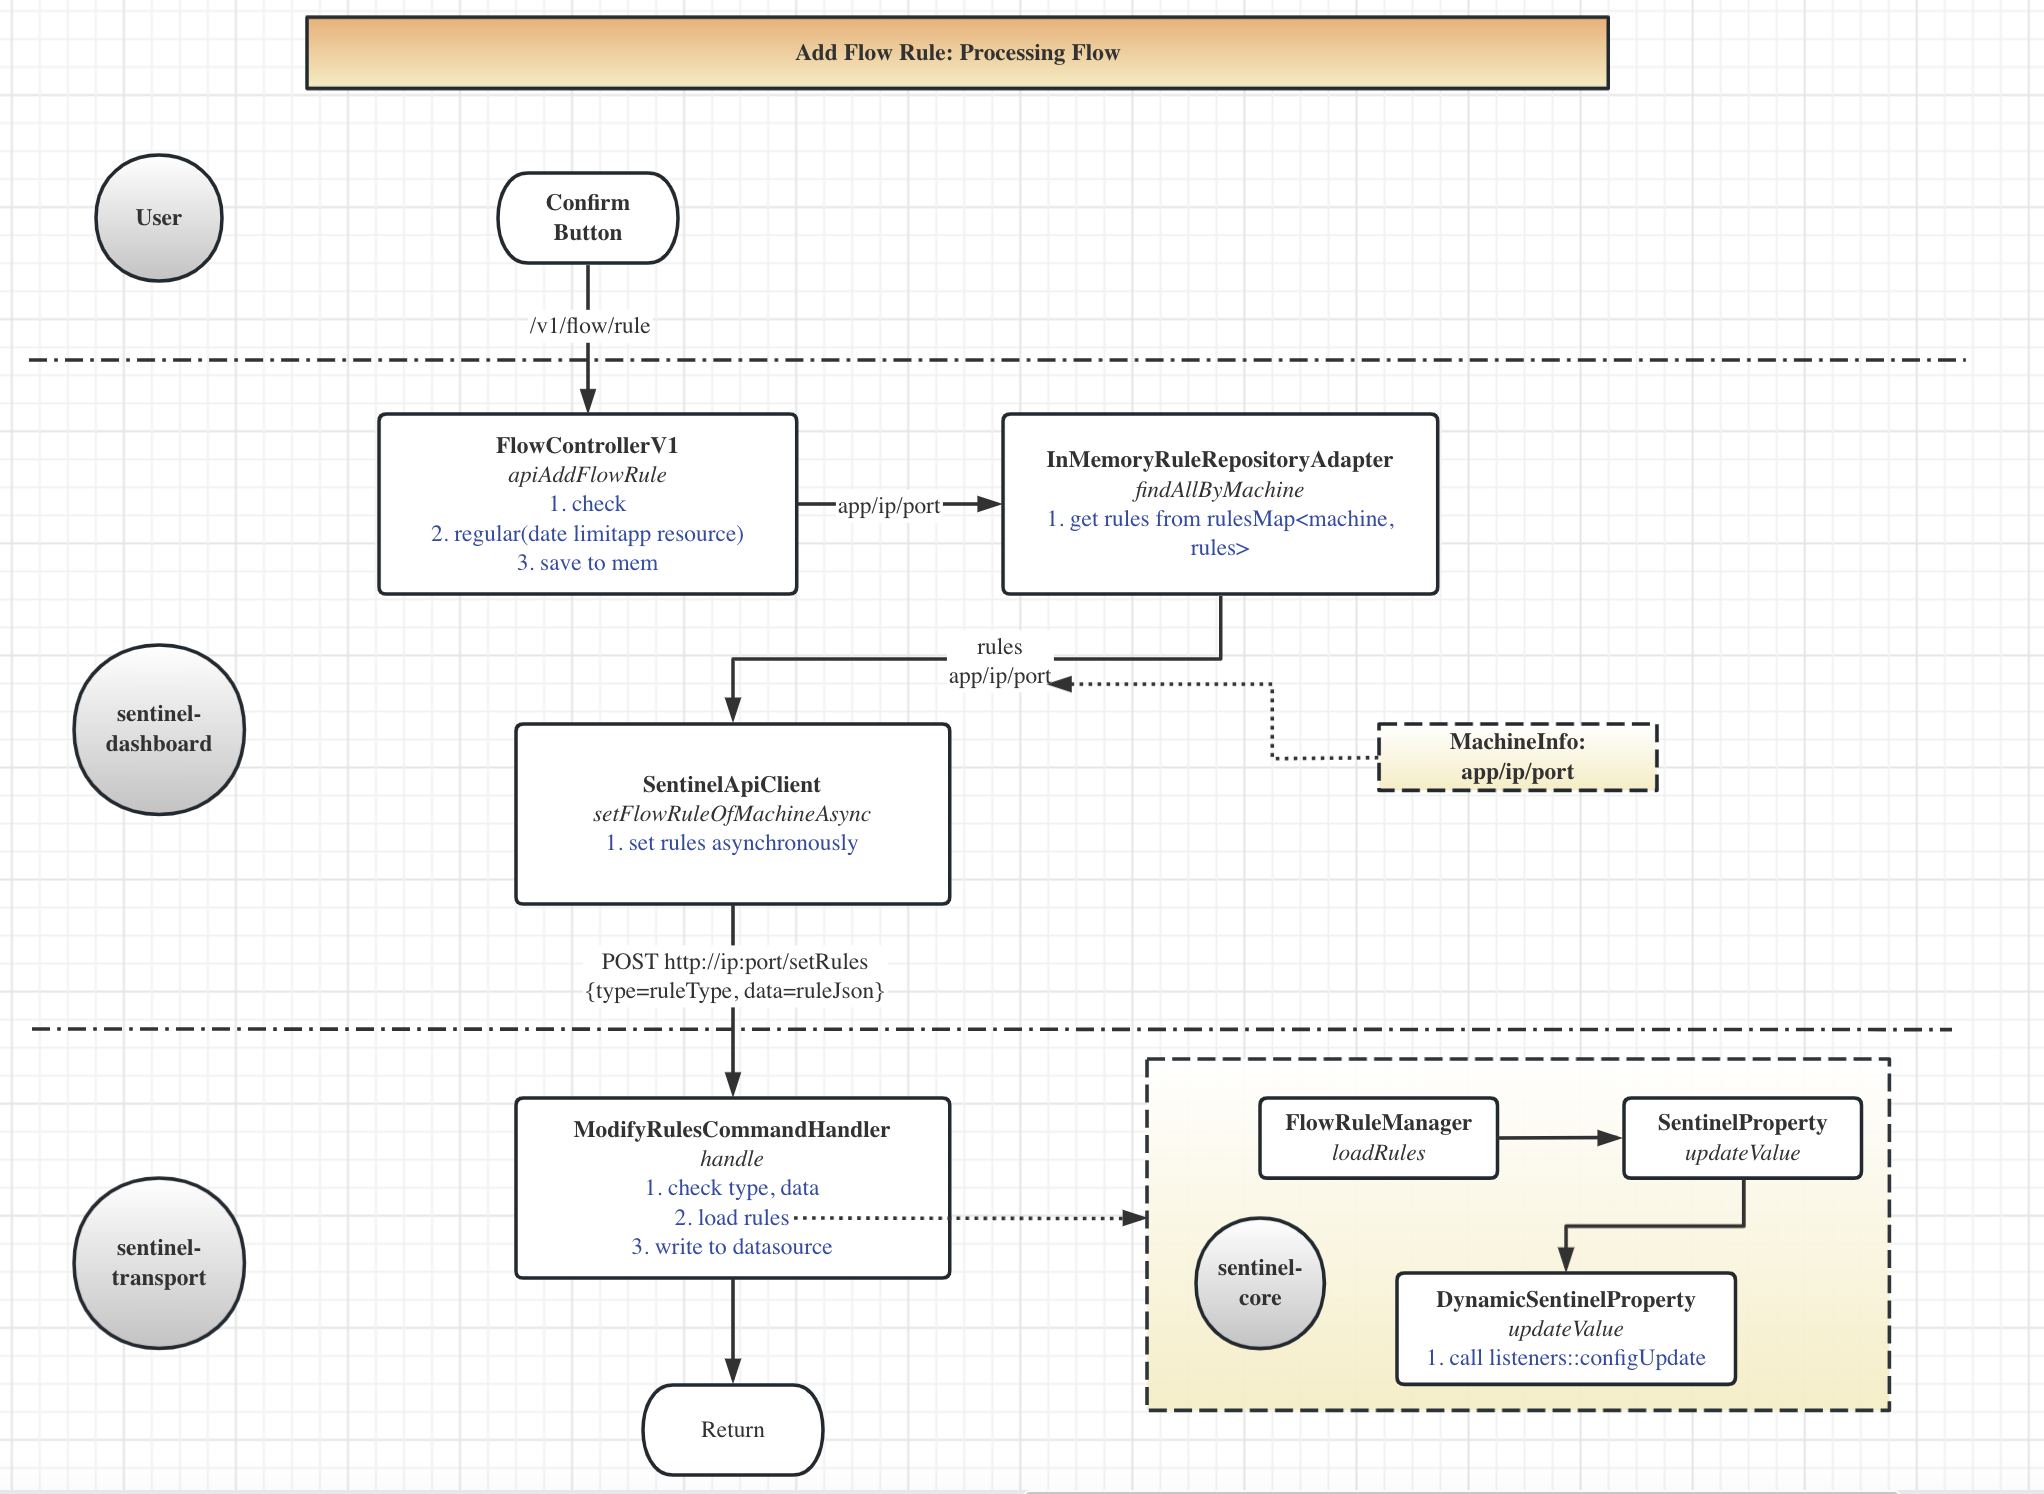 Add Flow Rule: Processing Flow
User
Confirm
Button
/v1/flow/rule
FlowControllerV1
apiAddFlowRule
1. check
2. regular(date limitapp resource)
3. save to mem
app/ip/port
InMemoryRuleRepositoryAdapter
findAllByMachine
1. get rules from rulesMap<machine,
rules>
rules
app/ip/port
sentinel-
dashboard
MachineInfo:
app/ip/port
SentinelApiClient
setFlowRuleOfMachineAsync
1. set rules asynchronously
POST http://ip:port/setRules
{type=ruleType, data=ruleJson}
sentinel-
transport
ModifyRulesCommandHandler
handle
1. check type, data
2. load rules
3. write to datasource
FlowRuleManager
loadRules
SentinelProperty
updateValue
sentinel-
core
DynamicSentinelProperty
updateValue
1. call listeners::configUpdate
Return